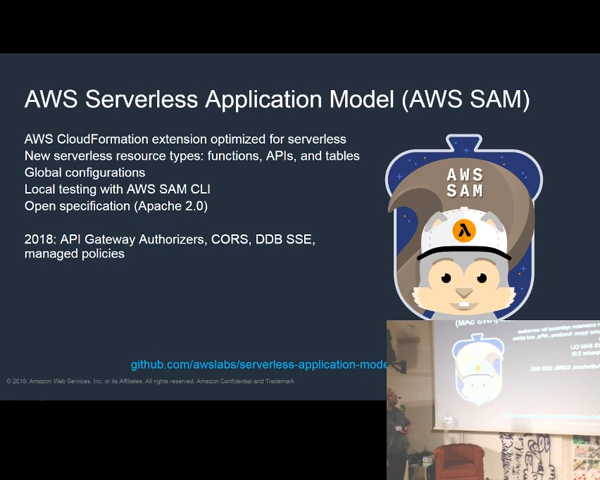 AWS Serverless Application Model (AWS SAM)
AWS CloudFormation extension optimized for serverless
New serverless resource types: functions, APIs, and tables
Global configurations
Local testing with AWS SAM CLI
Open specification (Apache 2.0)
2018: API Gateway Authorizers, CORS, DDB SSE,
managed policies
AWS
SAM
λ
github.com/awslabs/serverless-application-mode
© 2019, Amazon Web Services, Inc. or its Affiliates. All rights reserved. Amazon Confidential and Trademark